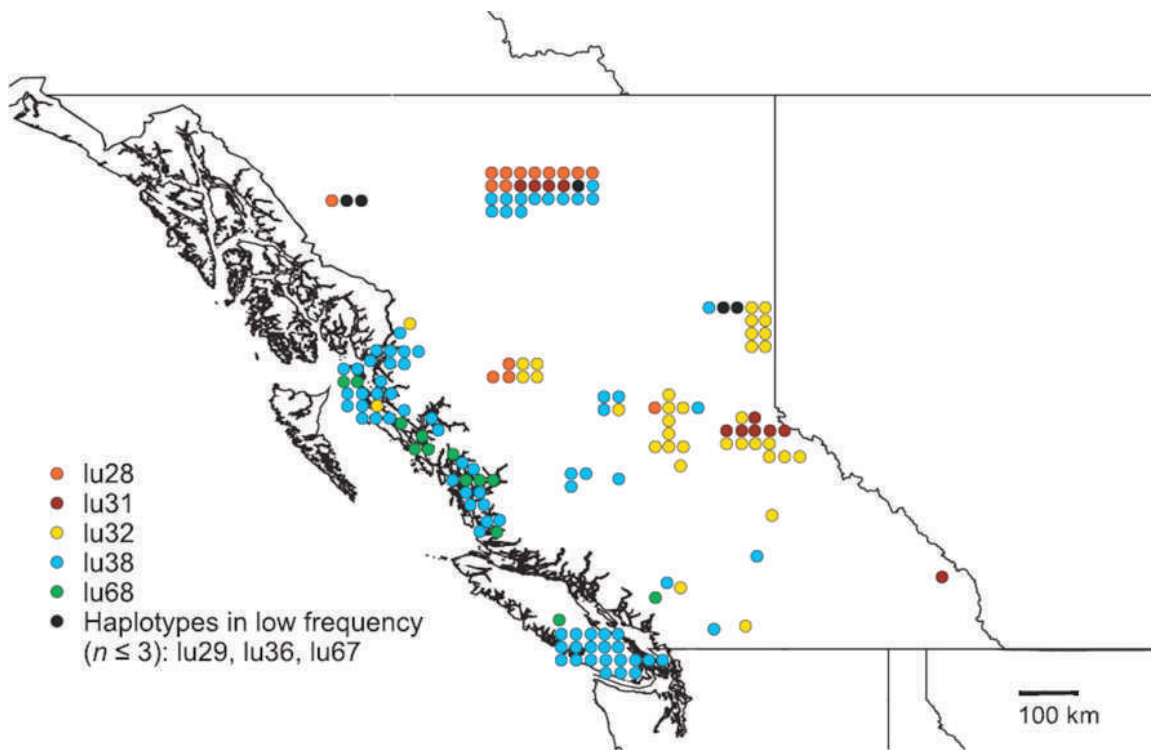 lu28
lu31
lu32
lu38
lu68
Haplotypes in low frequency
(n ≤ 3): lu29, lu36, lu67
100 km